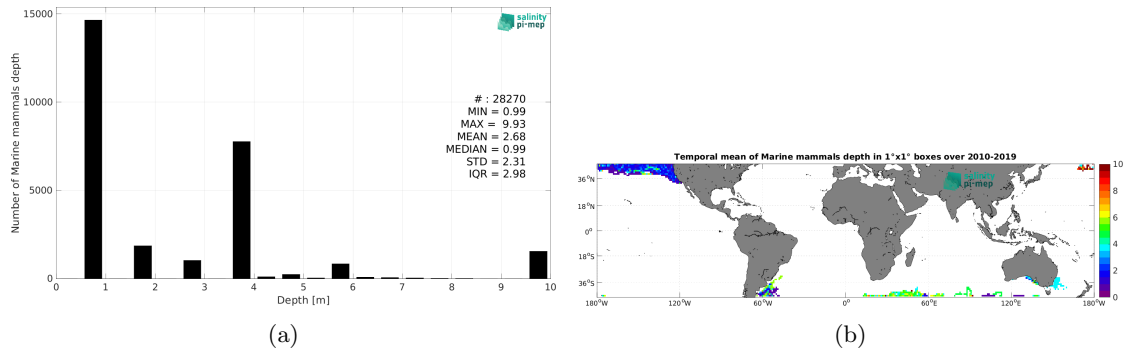 15000
10000
5000
0
Number of Marine mammals depth
salinity
pi-mep
# : 28270
MIN = 0.99
MAX = 9.93
MEAN = 2.68
MEDIAN = 0.99
STD = 2.31
IQR = 2.98
0 1 2 3 4 5 6 7 8 9 10
Depth [m]
(a)
Temporal mean of Marine mammals depth in 1°x1° boxes over 2010-2019
salinity
pi-mep
36°N
18°N
0°
18°S
36°S
180°W 120°W 60°W 0° 60°E 120°E 180°W
10
8
6
4
2
0
(b)